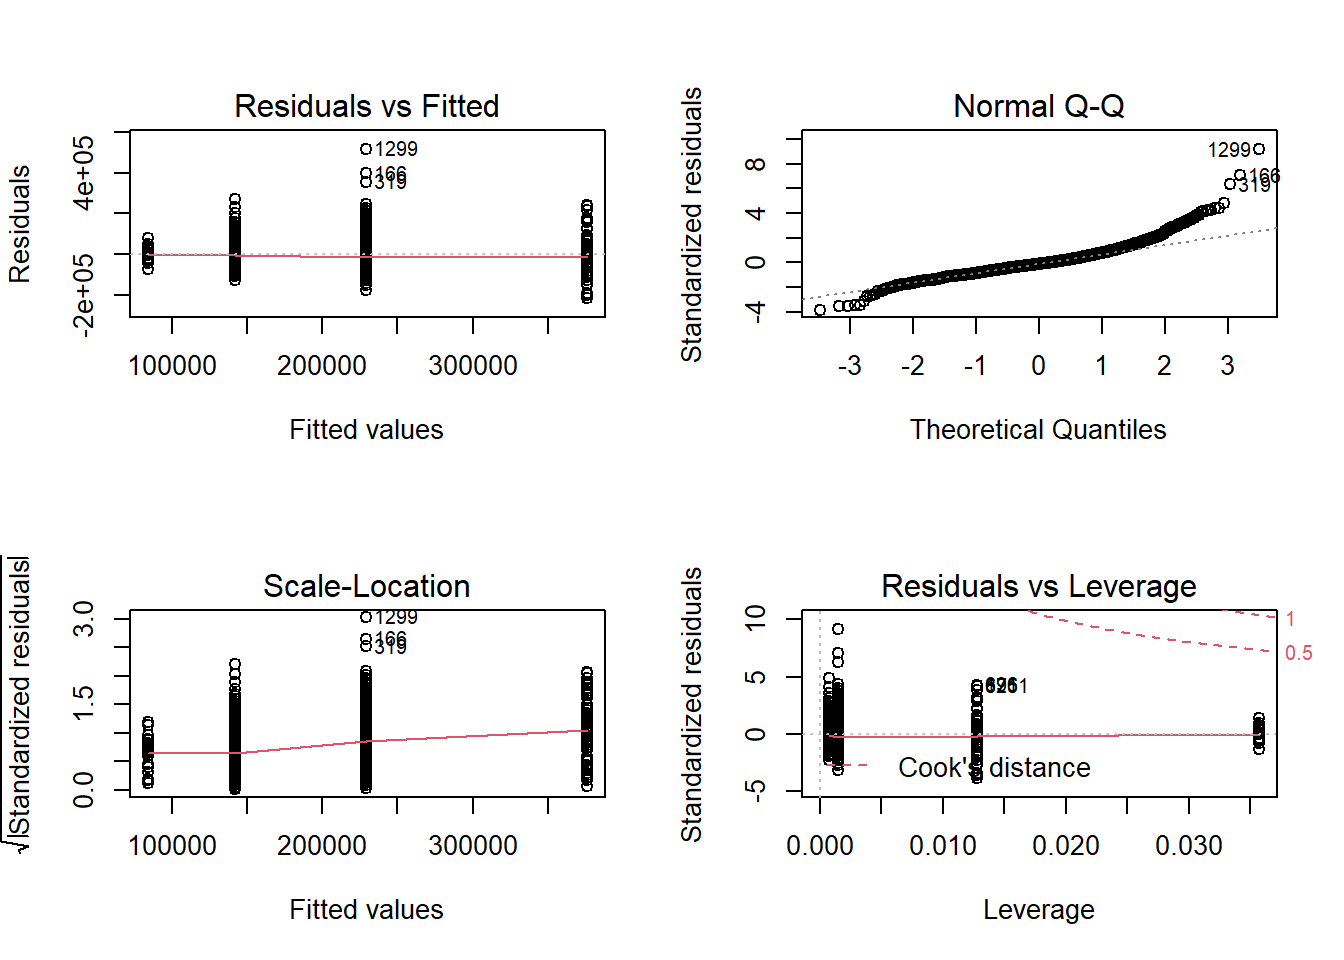 Residuals vs Fitted
Residuals
4e+05
-2e+05
1299
166
319
100000 200000 300000
Fitted values
Normal Q-Q
Standardized residuals
8
4
0
-4
1299
166
319
-3 -2 -1 0 1 2 3
Theoretical Quantiles
Scale-Location
√|Standardized residuals|
3.0
1.5
0.0
1299
166
319
100000 200000 300000
Fitted values
Residuals vs Leverage
Standardized residuals
10
5
0
-5
1
0.5
Cook's distance
0.000 0.010 0.020 0.030
Leverage